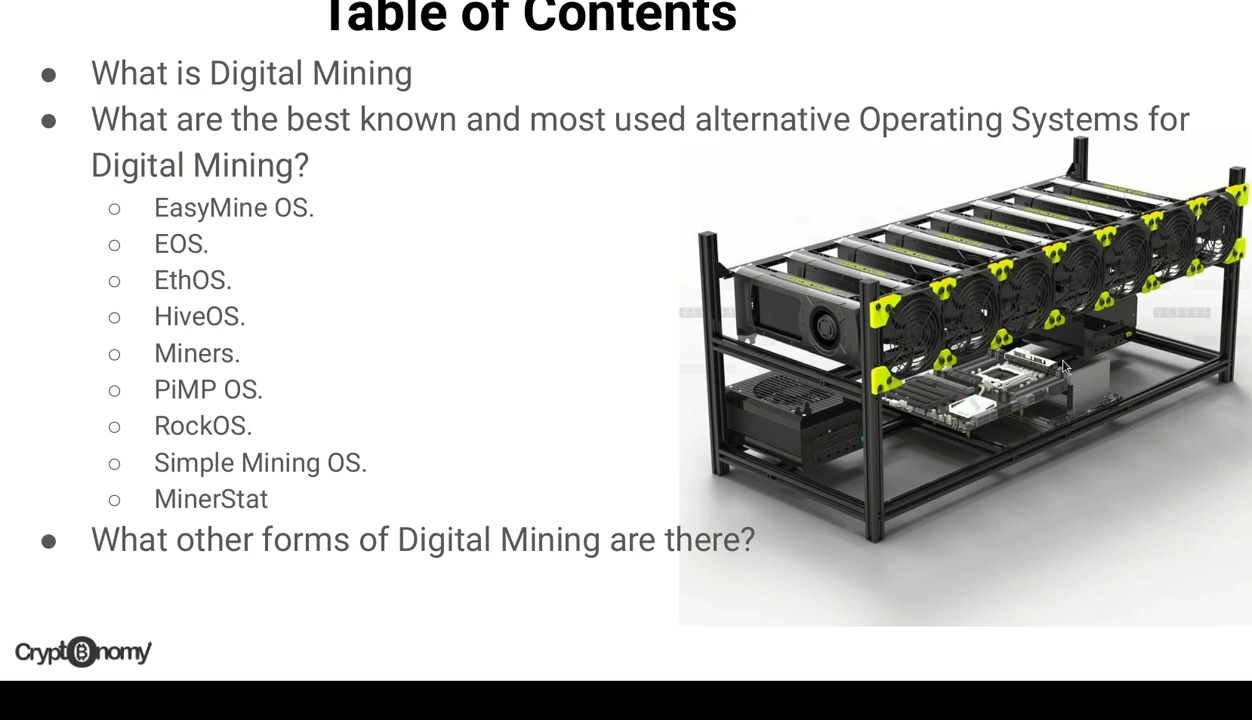 Table of Contents
● What is Digital Mining
● What are the best known and most used alternative Operating Systems for
Digital Mining?
○ EasyMine OS.
○ EOS.
○ EthOS.
○ HiveOS.
○ Miners.
○ PiMP OS.
○ RockOS.
○ Simple Mining OS.
○ MinerStat
● What other forms of Digital Mining are there?
Crypt₿nomy